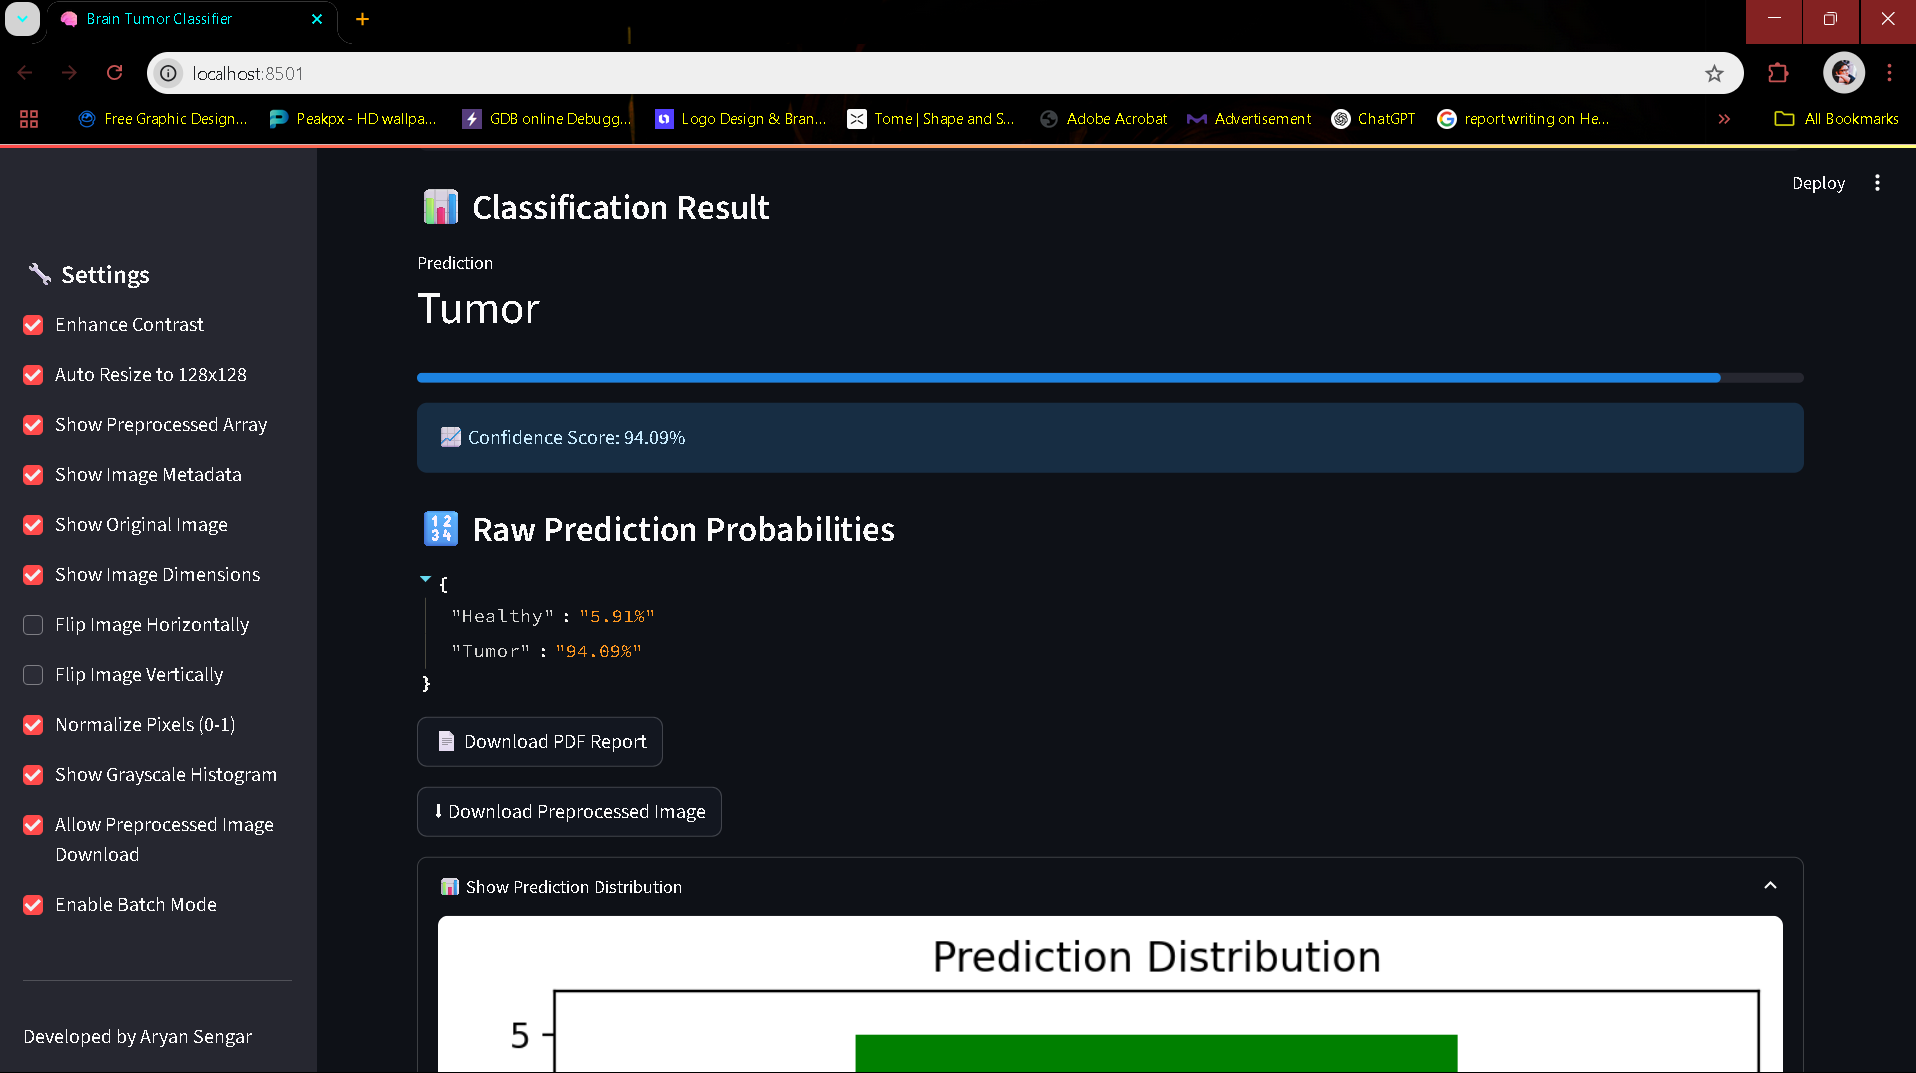 Brain Tumor Classifier
localhost:8501
Free Graphic Design...
Peakpx - HD wallpa...
GDB online Debugg...
Logo Design & Bran...
Tome | Shape and S...
Adobe Acrobat
Advertisement
ChatGPT
report writing on He...
All Bookmarks
Deploy
Settings
Enhance Contrast
Auto Resize to 128x128
Show Preprocessed Array
Show Image Metadata
Show Original Image
Show Image Dimensions
Flip Image Horizontally
Flip Image Vertically
Normalize Pixels (0-1)
Show Grayscale Histogram
Allow Preprocessed Image
Download
Enable Batch Mode
Developed by Aryan Sengar
Classification Result
Prediction
Tumor
Confidence Score: 94.09%
Raw Prediction Probabilities
{
"Healthy" : "5.91%"
"Tumor" : "94.09%"
}
Download PDF Report
Download Preprocessed Image
Show Prediction Distribution
Prediction Distribution
5